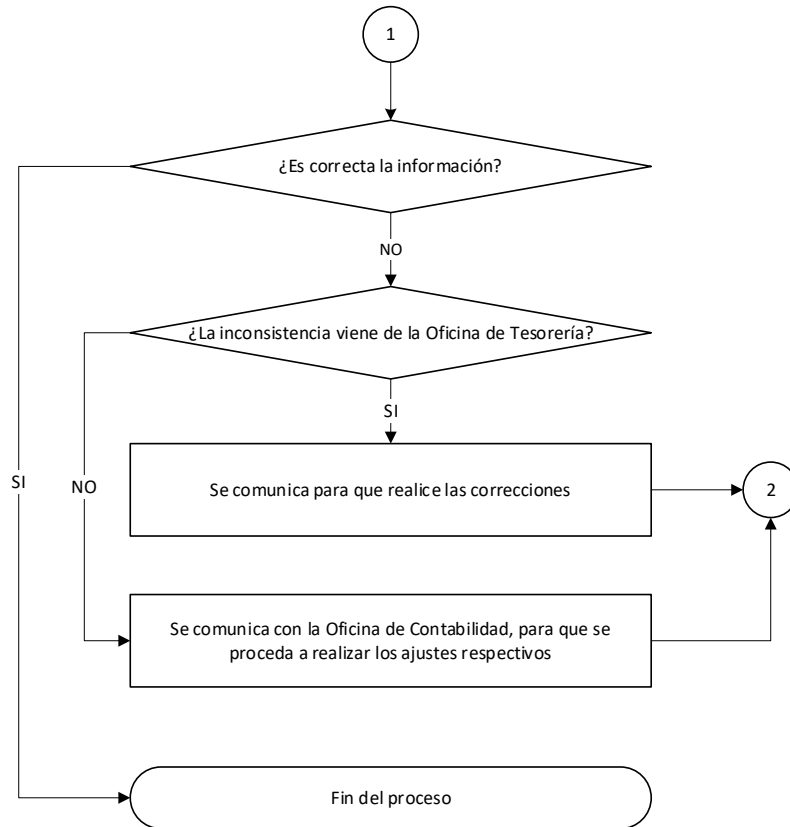 1
¿Es correcta la información?
NO
¿La inconsistencia viene de la Oficina de Tesorería?
SI
SI
NO
Se comunica para que realice las correcciones
2
Se comunica con la Oficina de Contabilidad, para que se
proceda a realizar los ajustes respectivos
Fin del proceso